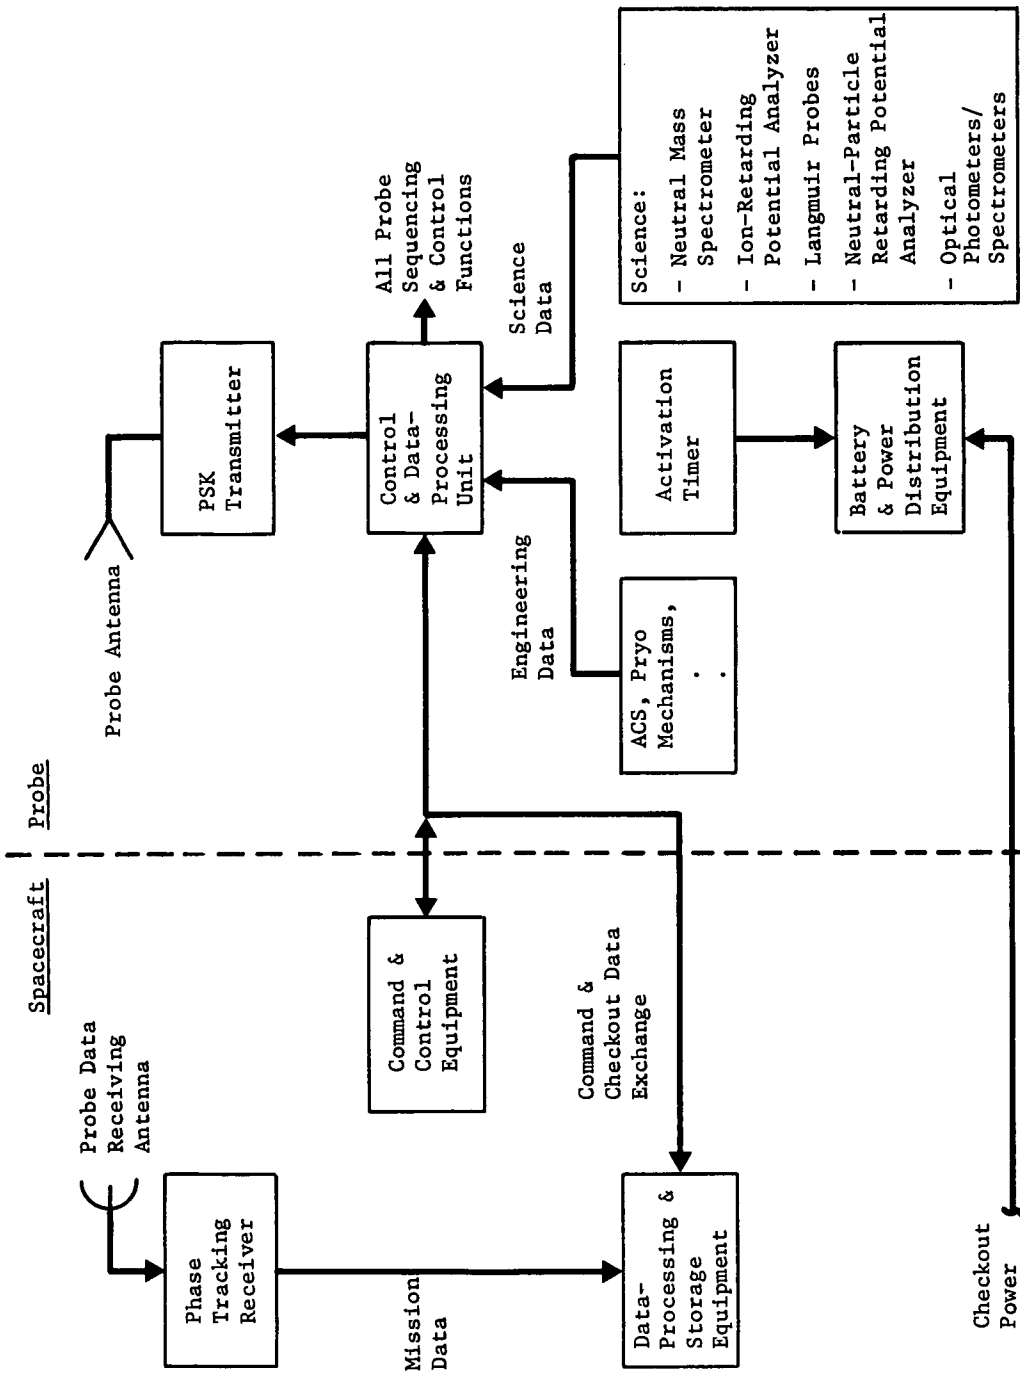 Spacecraft
Probe
Probe Data
Receiving
Antenna
Phase
Tracking
Receiver
Mission
Data
Data-
Processing &
Storage
Equipment
Command &
Control
Equipment
Command &
Checkout Data
Exchange
Checkout
Power
Probe Antenna
PSK
Transmitter
Control
& Data-
Processing
Unit
All Probe
Sequencing
& Control
Functions
Engineering
Data
Science
Data
ACS, Pryo
Mechanisms,
.
.
Activation
Timer
Battery
& Power
Distribution
Equipment
Science:
- Neutral Mass
Spectrometer
- Ion-Retarding
Potential Analyzer
- Langmuir Probes
- Neutral-Particle
Retarding Potential
Analyzer
- Optical
Photometers/
Spectrometers